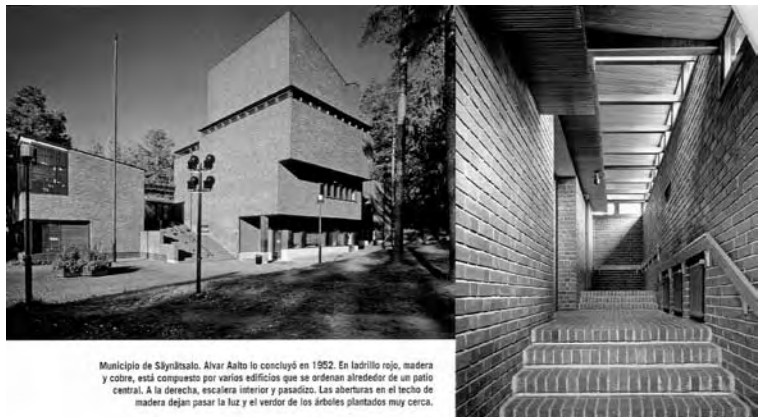 Municipio de Säynätsalo. Alvar Aalto lo concluyó en 1952. En ladrillo rojo, madera
y cobre, está compuesto por varios edificios que se ordenan alrededor de un patio
central. A la derecha, escalera interior y pasadizo. Las aberturas en el techo de
madera dejan pasar la luz y el verdor de los árboles plantados muy cerca.